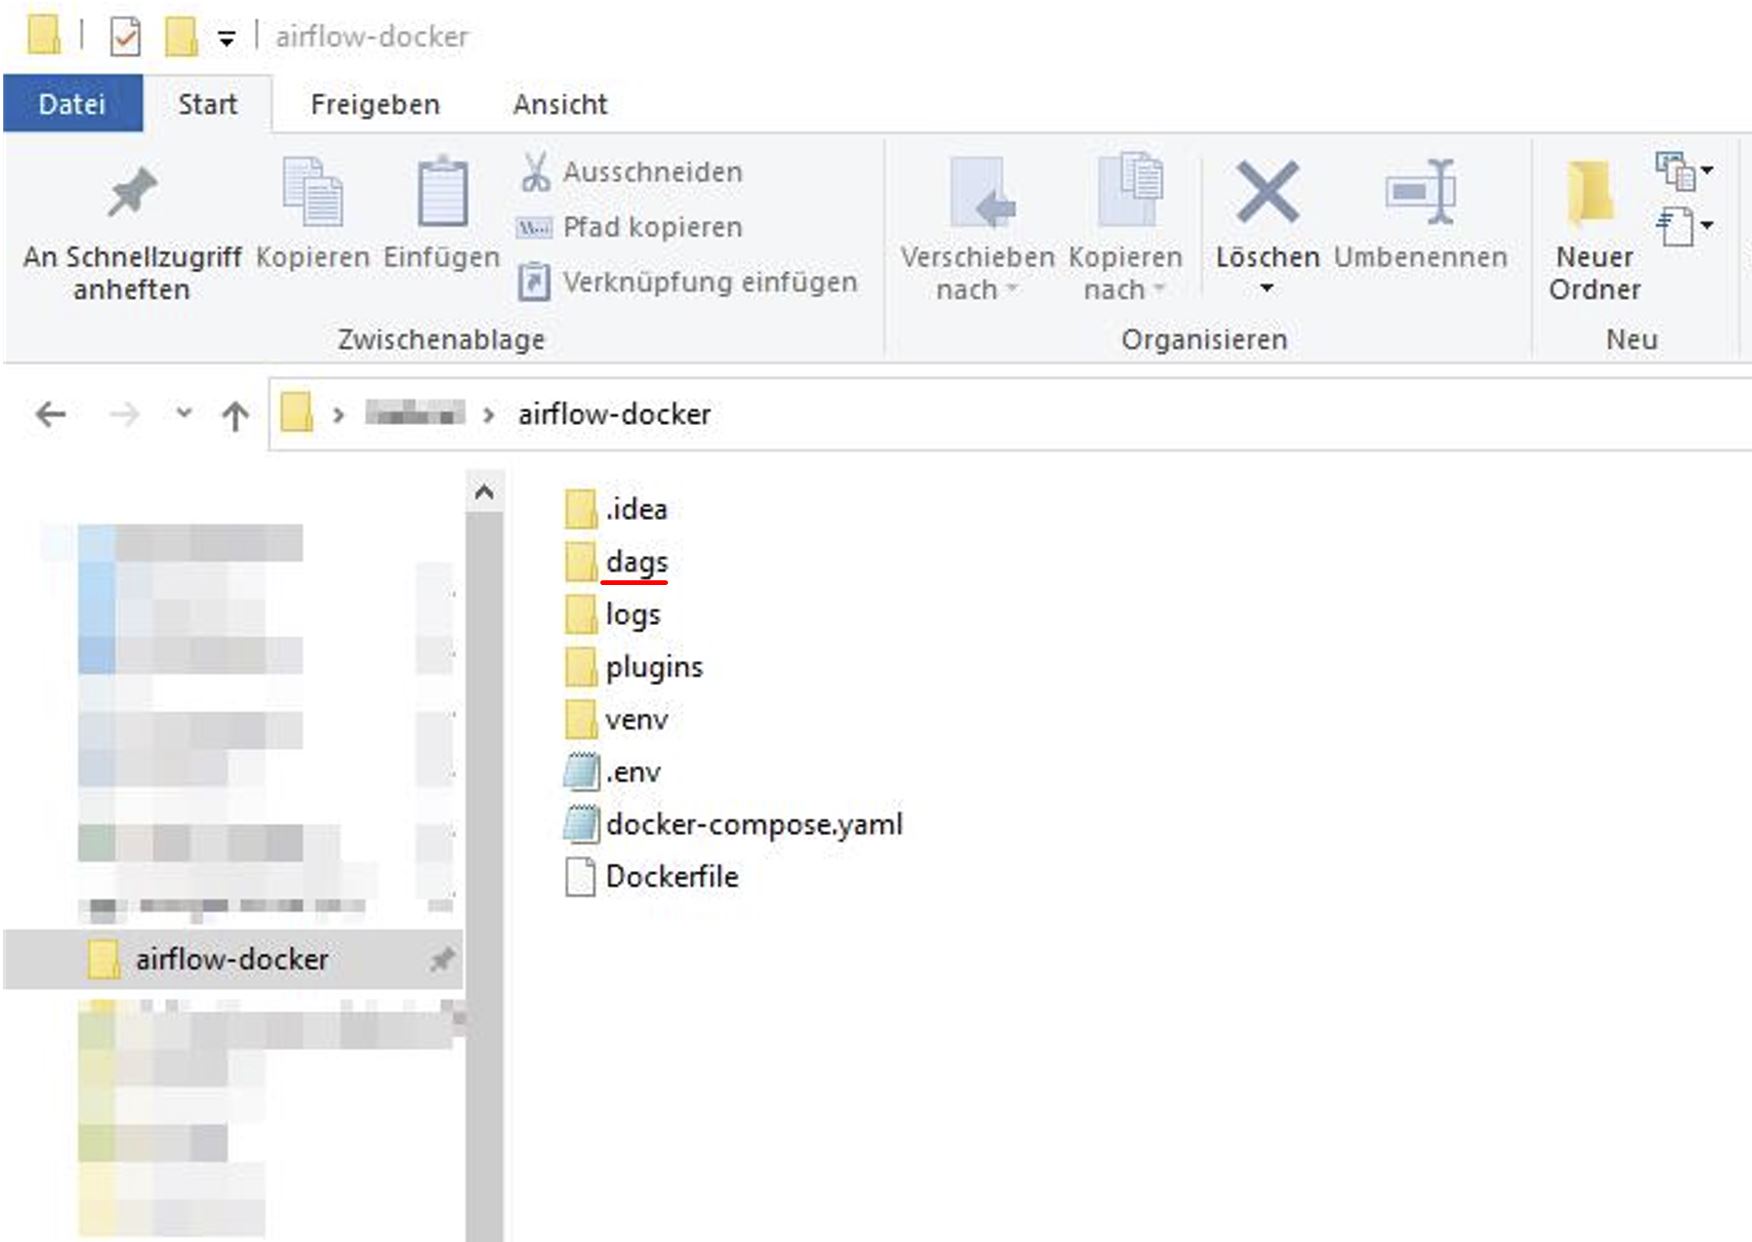 airflow-docker
Datei Start Freigeben Ansicht
An Schnellzugriff
anheften
Kopieren
Einfügen
Ausschneiden
Pfad kopieren
Verknüpfung einfügen
Zwischenablage
Verschieben
nach
Kopieren
nach
Löschen
Umbenennen
Organisieren
Neuer
Ordner
Neu
airflow-docker
.idea
dags
logs
plugins
venv
.env
docker-compose.yaml
Dockerfile
airflow-docker